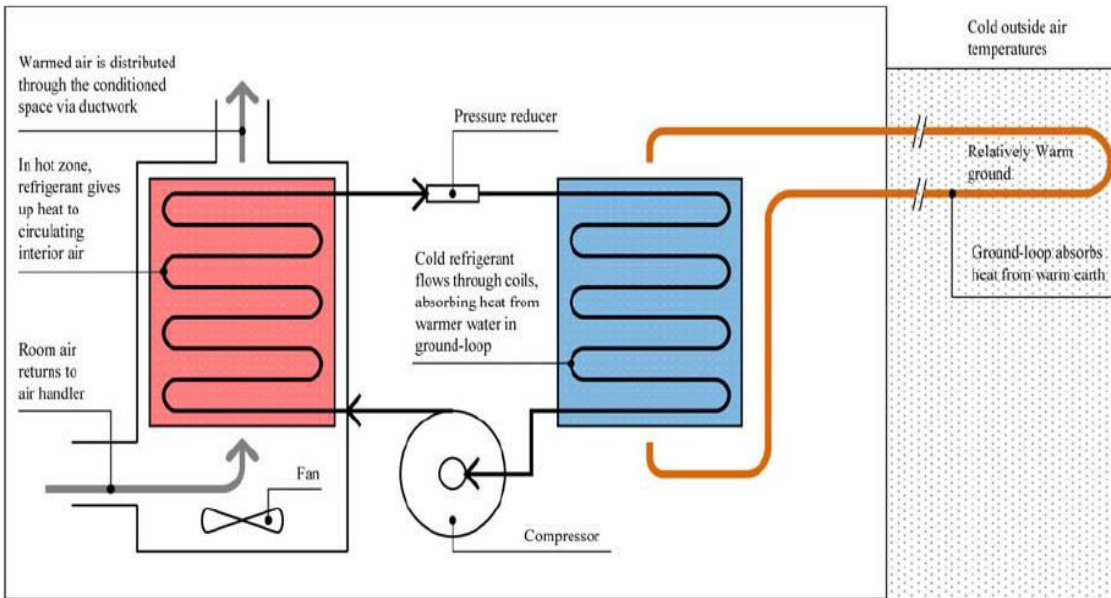 Cold outside air
temperatures
Warmed air is distributed
through the conditioned
space via ductwork
Pressure reducer
In hot zone,
refrigerant gives
up heat to
circulating
interior air
Relatively Warm
ground
Cold refrigerant
flows through coils,
absorbing heat from
warmer water in
ground-loop
Ground-loop absorbs
heat from warm earth
Room air
returns to
air handler
Fan
Compressor